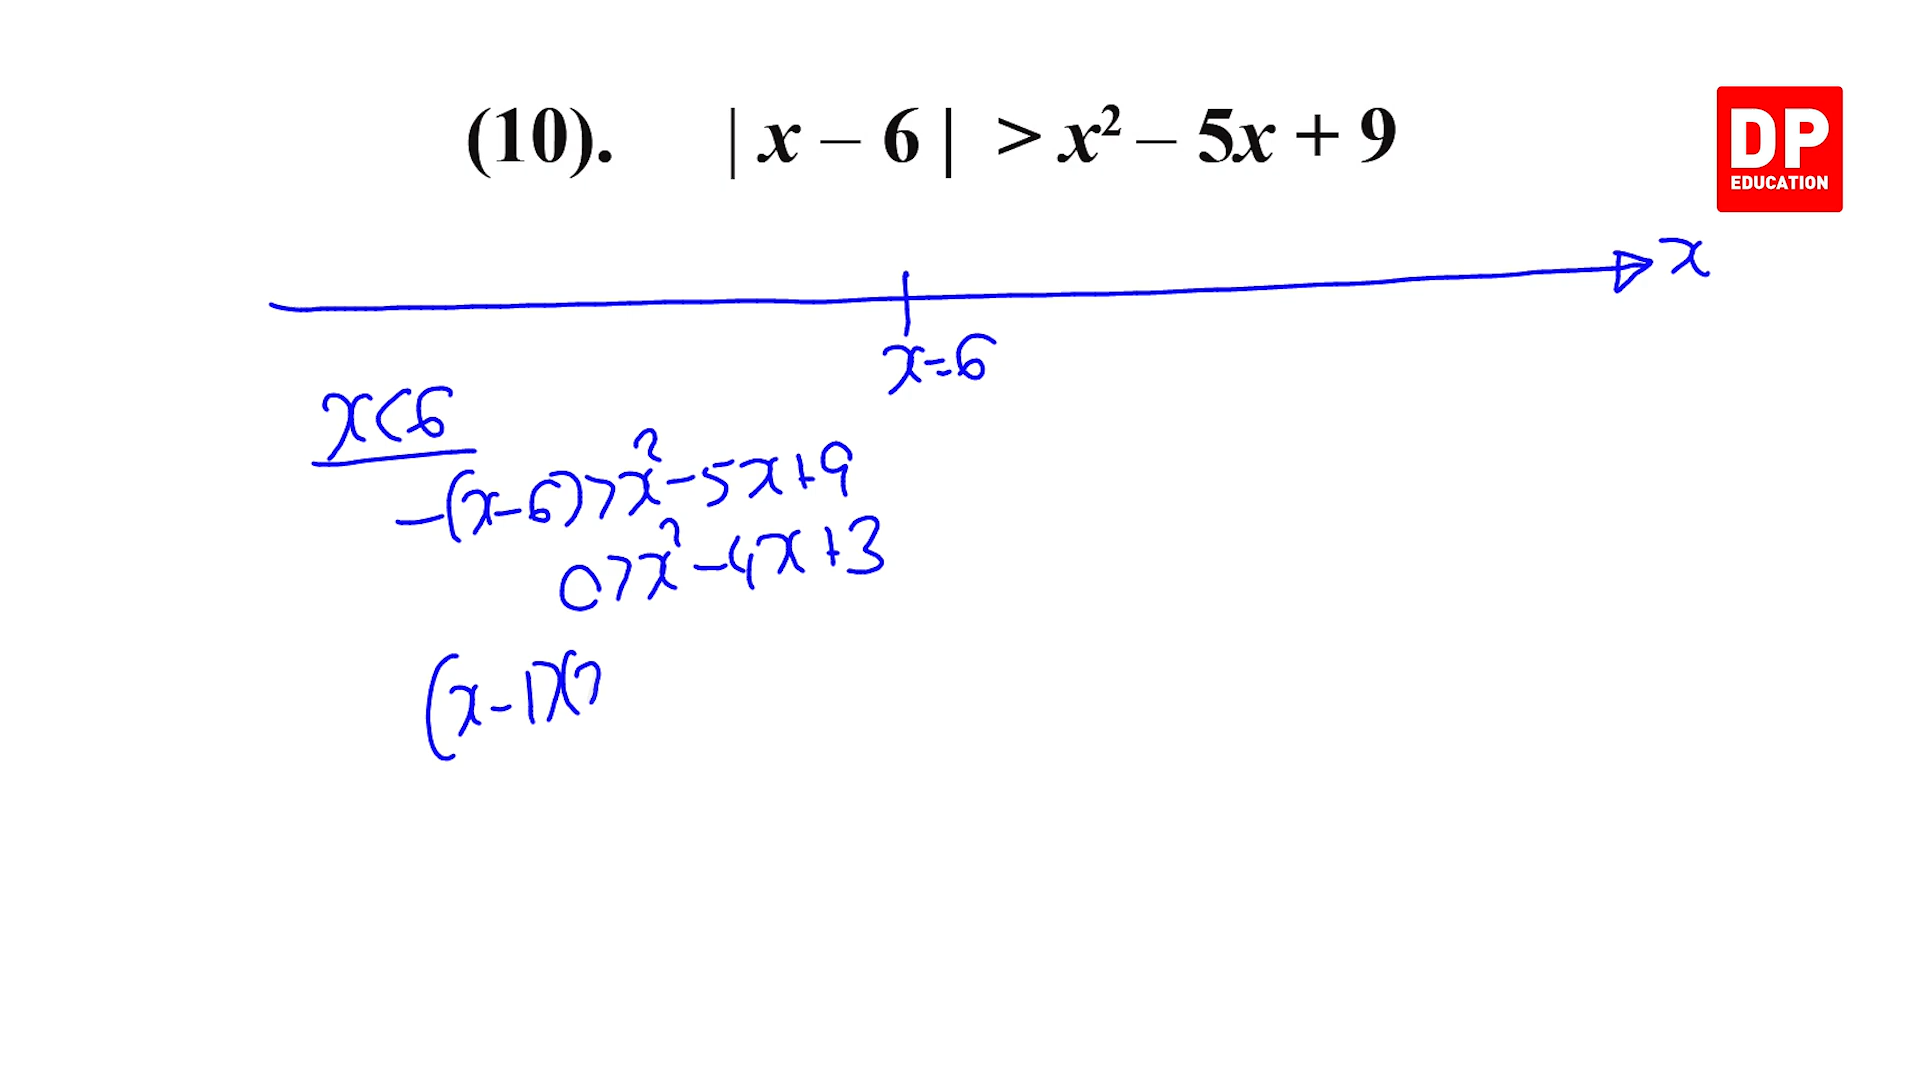 (10). | x – 6 | > x² – 5x + 9
DP
EDUCATION
x
x=6
x<6
-(x-6)>x²-5x+9
0>x²-4x+3
(x-1)(